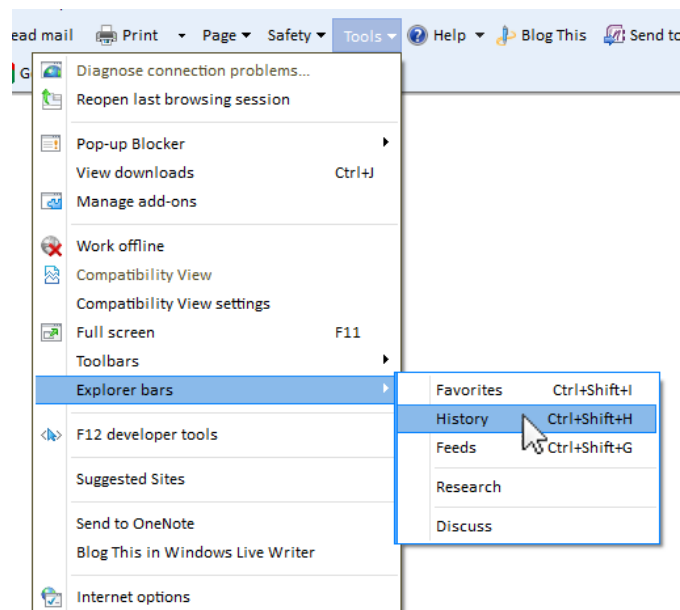 ead mail Print Page Safety Tools Help Blog This Send to
G
Diagnose connection problems...
Reopen last browsing session
Pop-up Blocker
View downloads Ctrl+J
Manage add-ons
Work offline
Compatibility View
Compatibility View settings
Full screen F11
Toolbars
Explorer bars
Favorites Ctrl+Shift+I
History Ctrl+Shift+H
Feeds Ctrl+Shift+G
Research
Discuss
F12 developer tools
Suggested Sites
Send to OneNote
Blog This in Windows Live Writer
Internet options